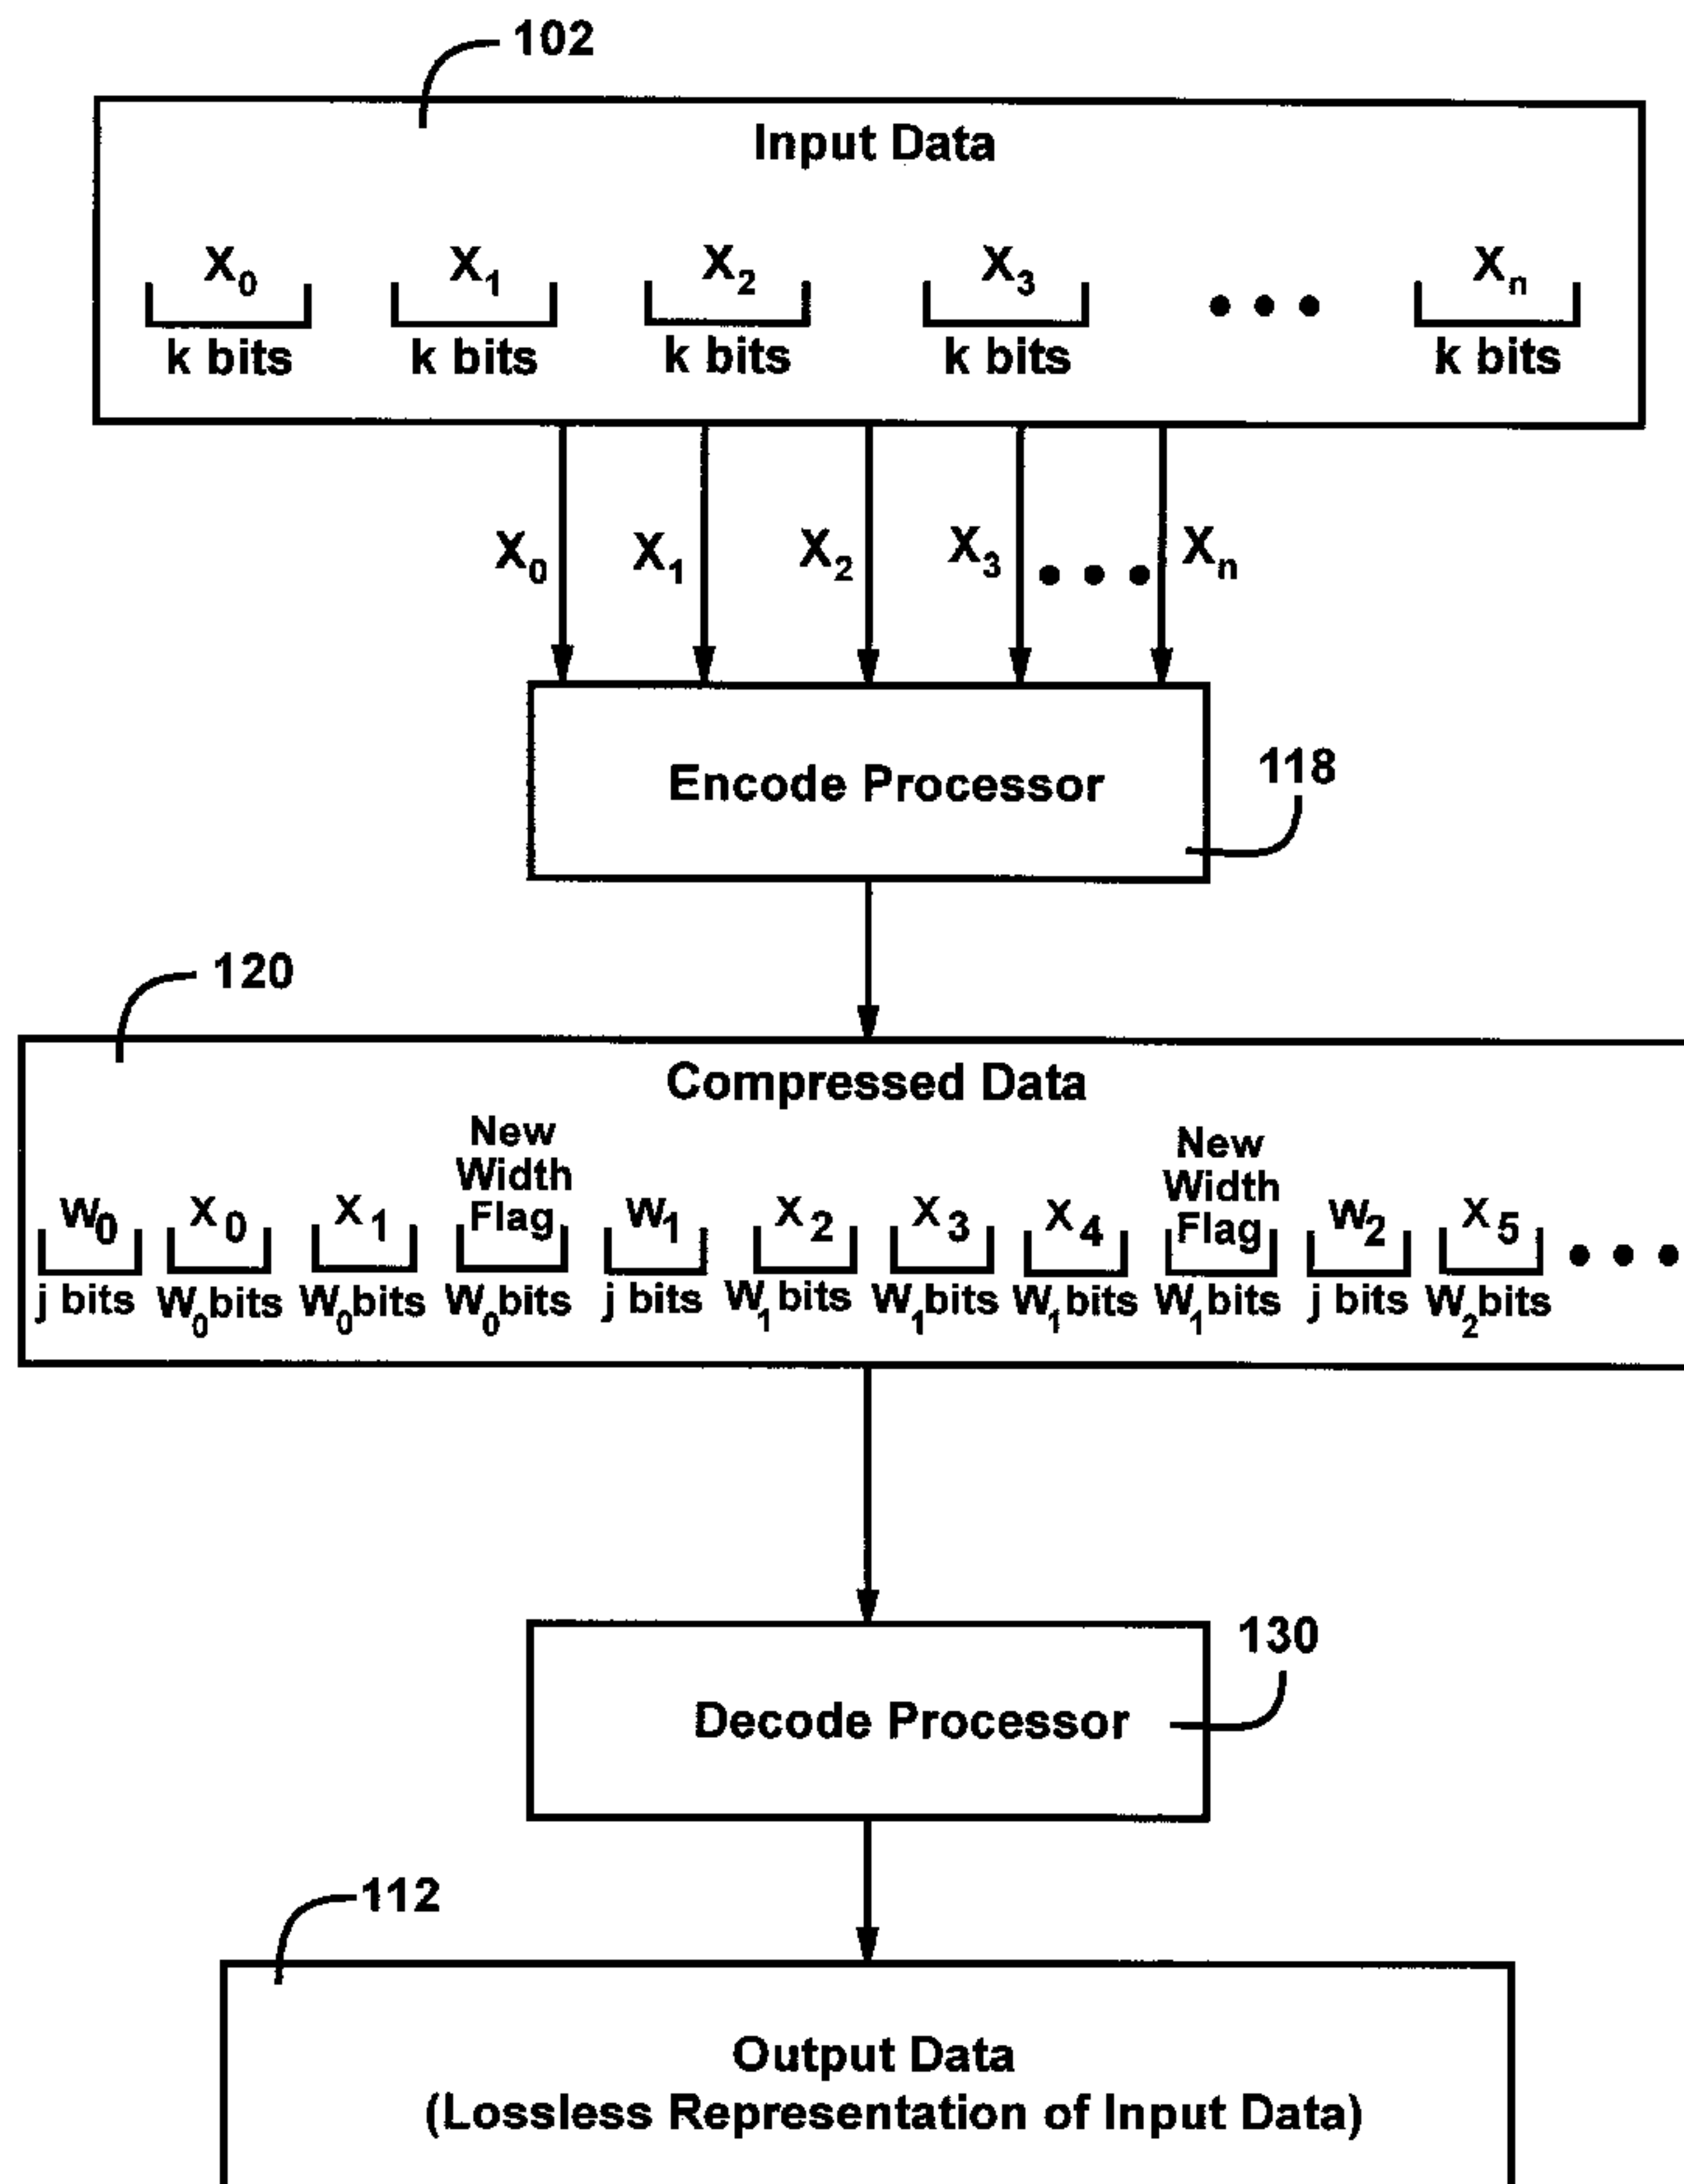 102
Input Data
X0 X1 X2 X3 ••• Xn
k bits k bits k bits k bits k bits
X0 X1 X2 X3 ••• Xn
Encode Processor
118
120
Compressed Data
New Width Flag New Width Flag
W0 X0 X1 W1 X2 X3 X4 W2 X5 •••
j bits W0bits W0bits W0bits j bits W1bits W1bits W1bits W1bits j bits W2bits
130
Decode Processor
112
Output Data
(Lossless Representation of Input Data)